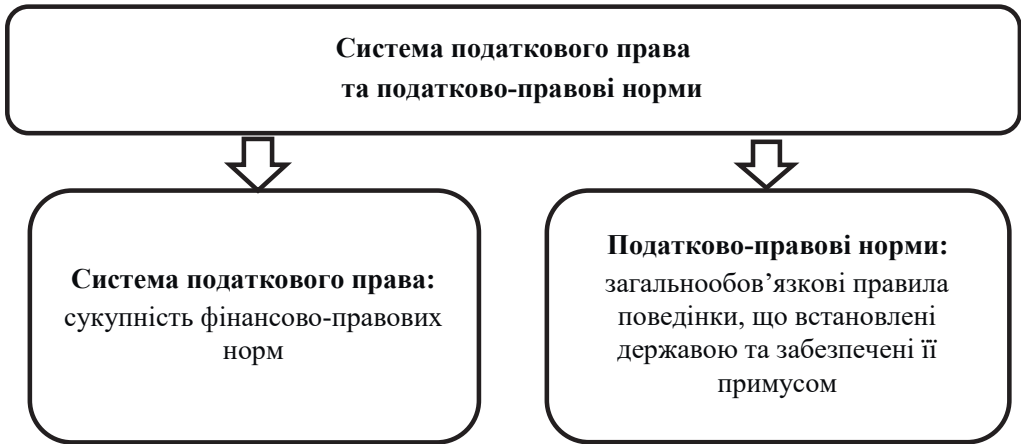 Система податкового права
та податково-правові норми
Система податкового права:
сукупність фінансово-правових
норм
Податково-правові норми:
загальнообов’язкові правила
поведінки, що встановлені
державою та забезпечені її
примусом